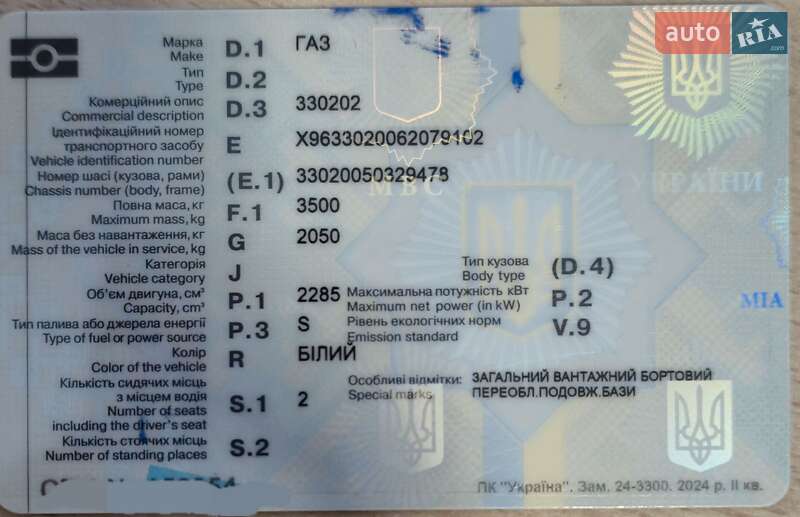 auto RIA .com
Марка
Make D.1 ГАЗ
Тип
Type D.2
Комерційний опис
Commercial description D.3 330202
Ідентифікаційний номер
транспортного засобу
Vehicle identification number E X9633020062079102
Номер шасі (кузова, рами)
Chassis number (body, frame) (E.1) 33020050329478
МВС УКРАЇНИ
Повна маса, кг
Maximum mass, kg F.1 3500
Маса без навантаження, кг
Mass of the vehicle in service, kg G 2050
Категорія
Vehicle category J
Тип кузова
Body type (D.4)
Об'єм двигуна, см³
Capacity, cm³ P.1 2285
Максимальна потужність кВт
Maximum net power (in kW) P.2
MIA
Тип палива або джерела енергії
Type of fuel or power source P.3 S
Рівень екологічних норм
Emission standard V.9
Колір
Color of the vehicle R БІЛИЙ
Кількість сидячих місць
з місцем водія
Number of seats
including the driver's seat S.1 2
Особливі відмітки:
Special marks
ЗАГАЛЬНИЙ ВАНТАЖНИЙ БОРТОВИЙ
ПЕРЕОБЛ.ПОДОВЖ.БАЗИ
Кількість стоячих місць
Number of standing places S.2
ПК "Україна". Зам. 24-3300. 2024 р. II кв.